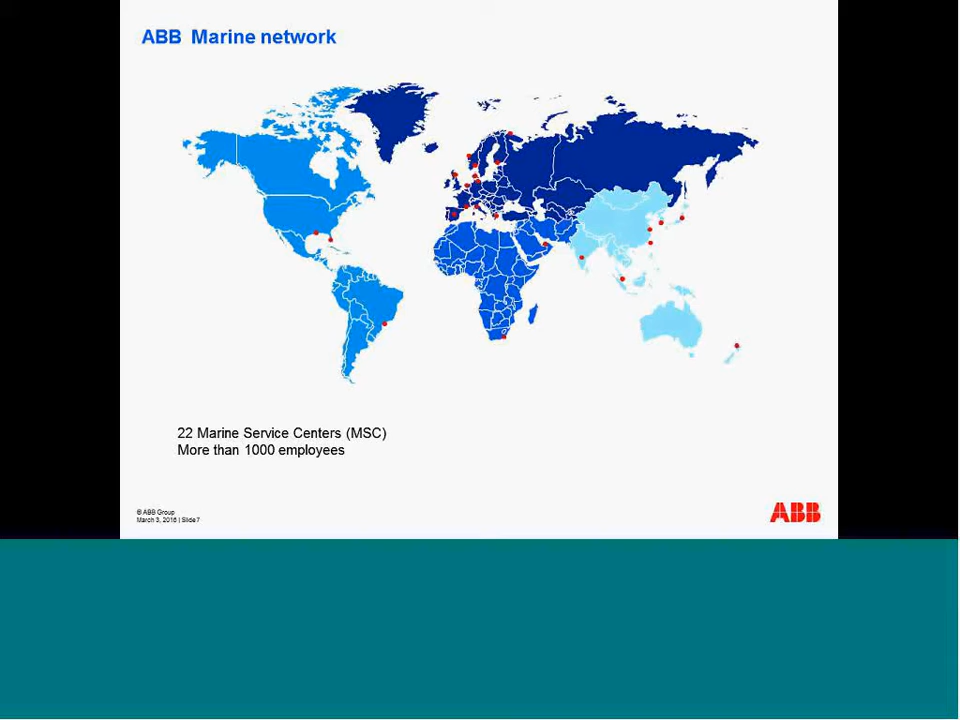 ABB Marine network
22 Marine Service Centers (MSC)
More than 1000 employees
© ABB Group
March 3, 2016 | Slide 7
ABB